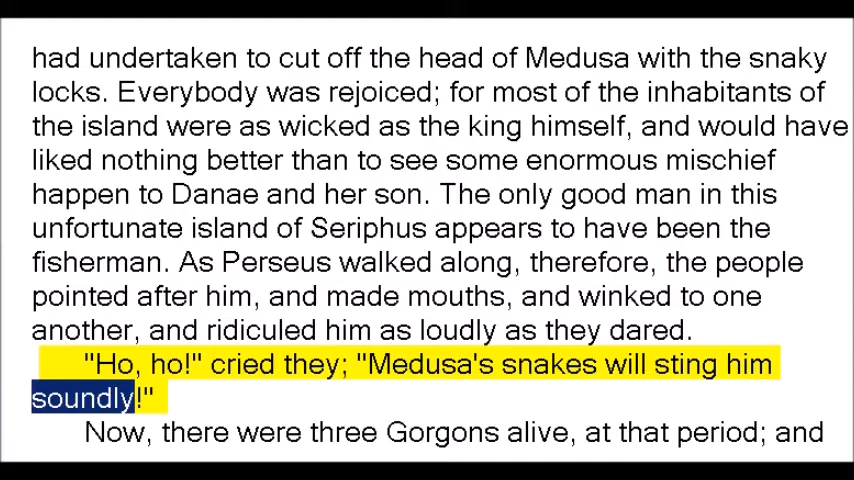 had undertaken to cut off the head of Medusa with the snaky
locks. Everybody was rejoiced; for most of the inhabitants of
the island were as wicked as the king himself, and would have
liked nothing better than to see some enormous mischief
happen to Danae and her son. The only good man in this
unfortunate island of Seriphus appears to have been the
fisherman. As Perseus walked along, therefore, the people
pointed after him, and made mouths, and winked to one
another, and ridiculed him as loudly as they dared.
"Ho, ho!" cried they; "Medusa's snakes will sting him
soundly!"
Now, there were three Gorgons alive, at that period; and